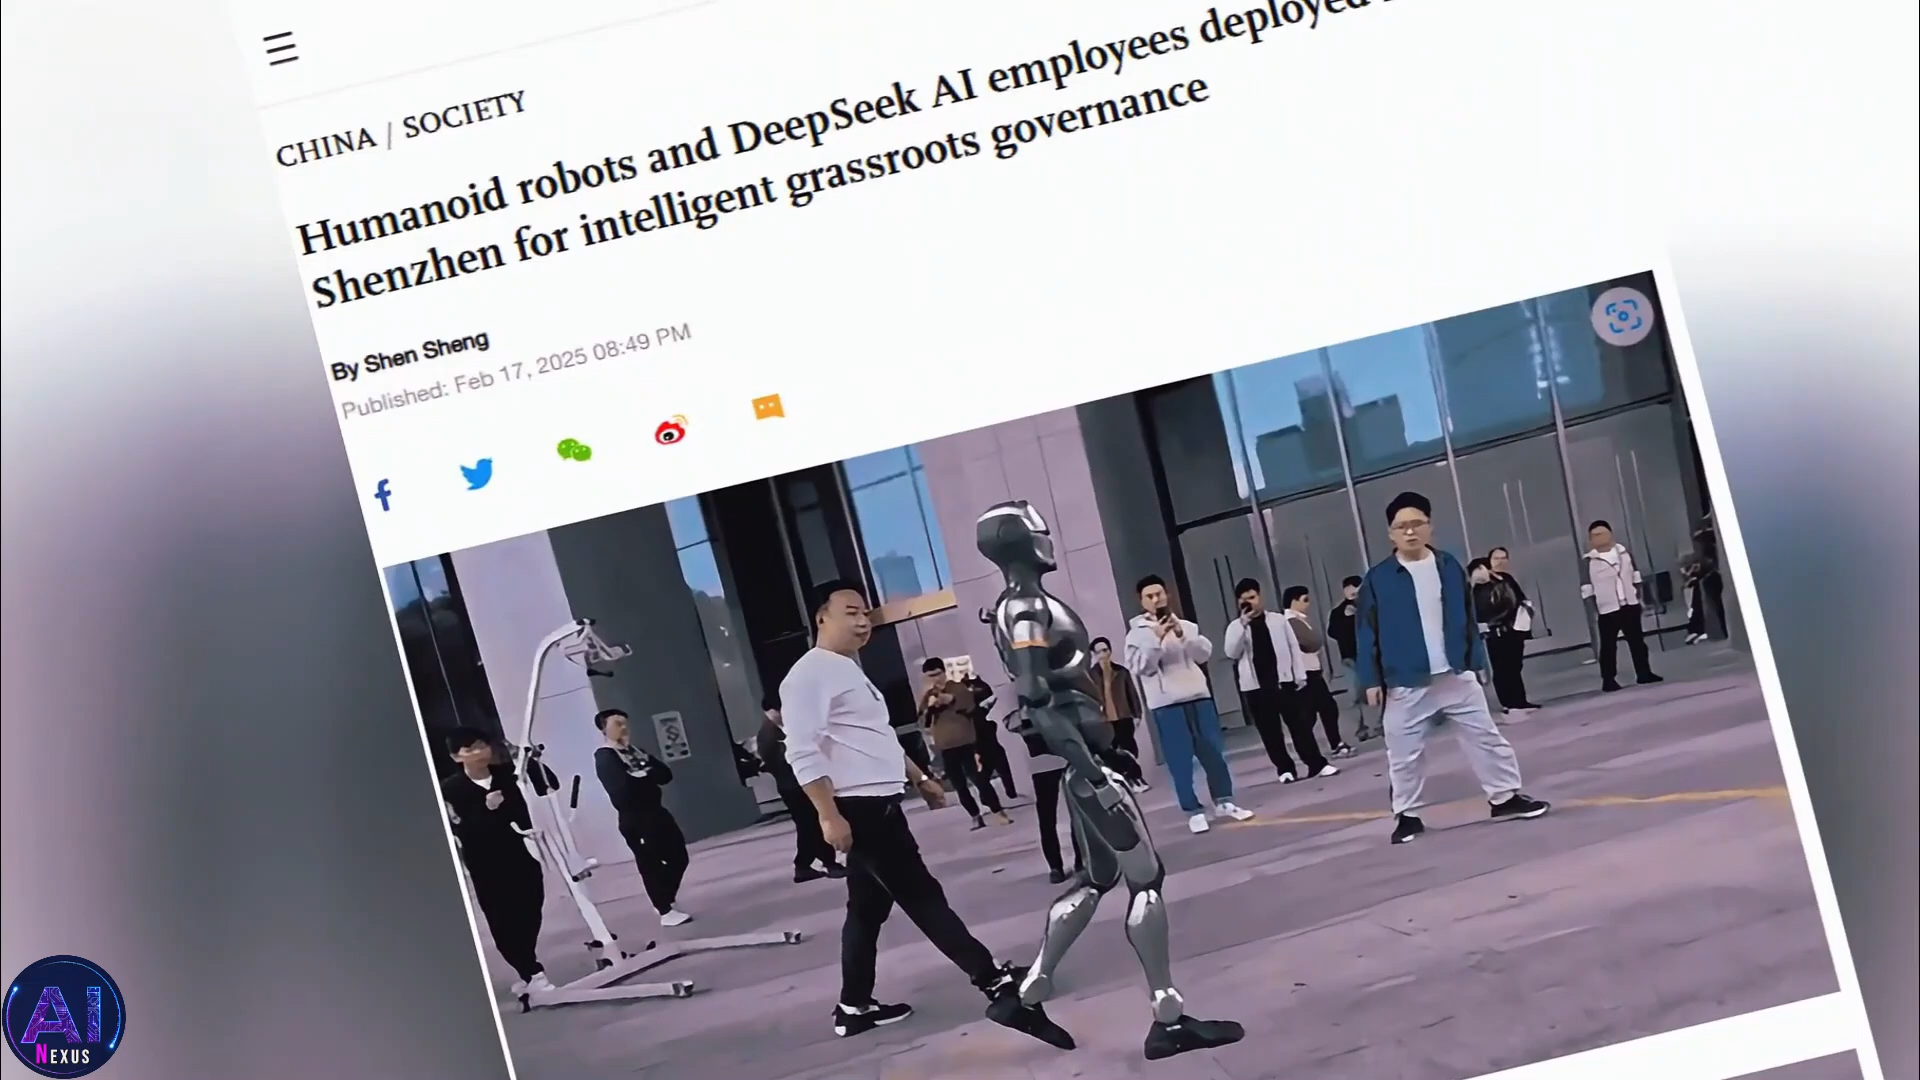 CHINA / SOCIETY
Humanoid robots and DeepSeek AI employees deployed
Shenzhen for intelligent grassroots governance
By Shen Sheng
Published: Feb 17, 2025 08:49 PM
AI
NEXUS